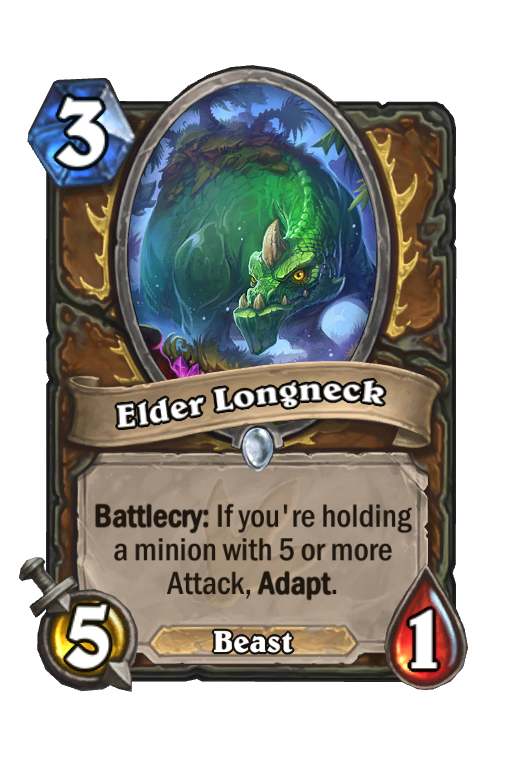 3
Elder Longneck
Battlecry: If you're holding
a minion with 5 or more
Attack, Adapt.
5
Beast
1